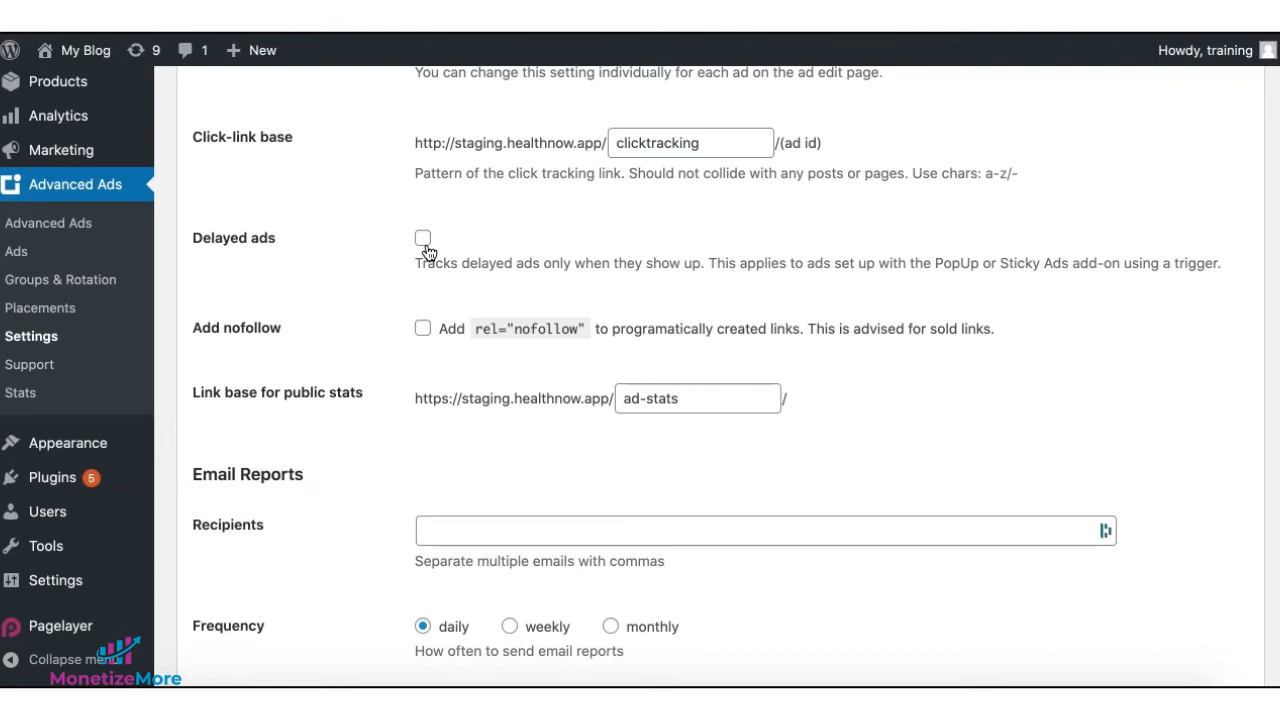 My Blog 9 1 New Howdy, training
Products
Analytics
Marketing
Advanced Ads
Advanced Ads
Ads
Groups & Rotation
Placements
Settings
Support
Stats
Appearance
Plugins 5
Users
Tools
Settings
Pagelayer
Collapse menu
MonetizeMore
You can change this setting individually for each ad on the ad edit page.
Click-link base
http://staging.healthnow.app/ clicktracking /(ad id)
Pattern of the click tracking link. Should not collide with any posts or pages. Use chars: a-z/-
Delayed ads
Tracks delayed ads only when they show up. This applies to ads set up with the PopUp or Sticky Ads add-on using a trigger.
Add nofollow
Add rel="nofollow" to programatically created links. This is advised for sold links.
Link base for public stats
https://staging.healthnow.app/ ad-stats /
Email Reports
Recipients
Separate multiple emails with commas
Frequency
daily weekly monthly
How often to send email reports